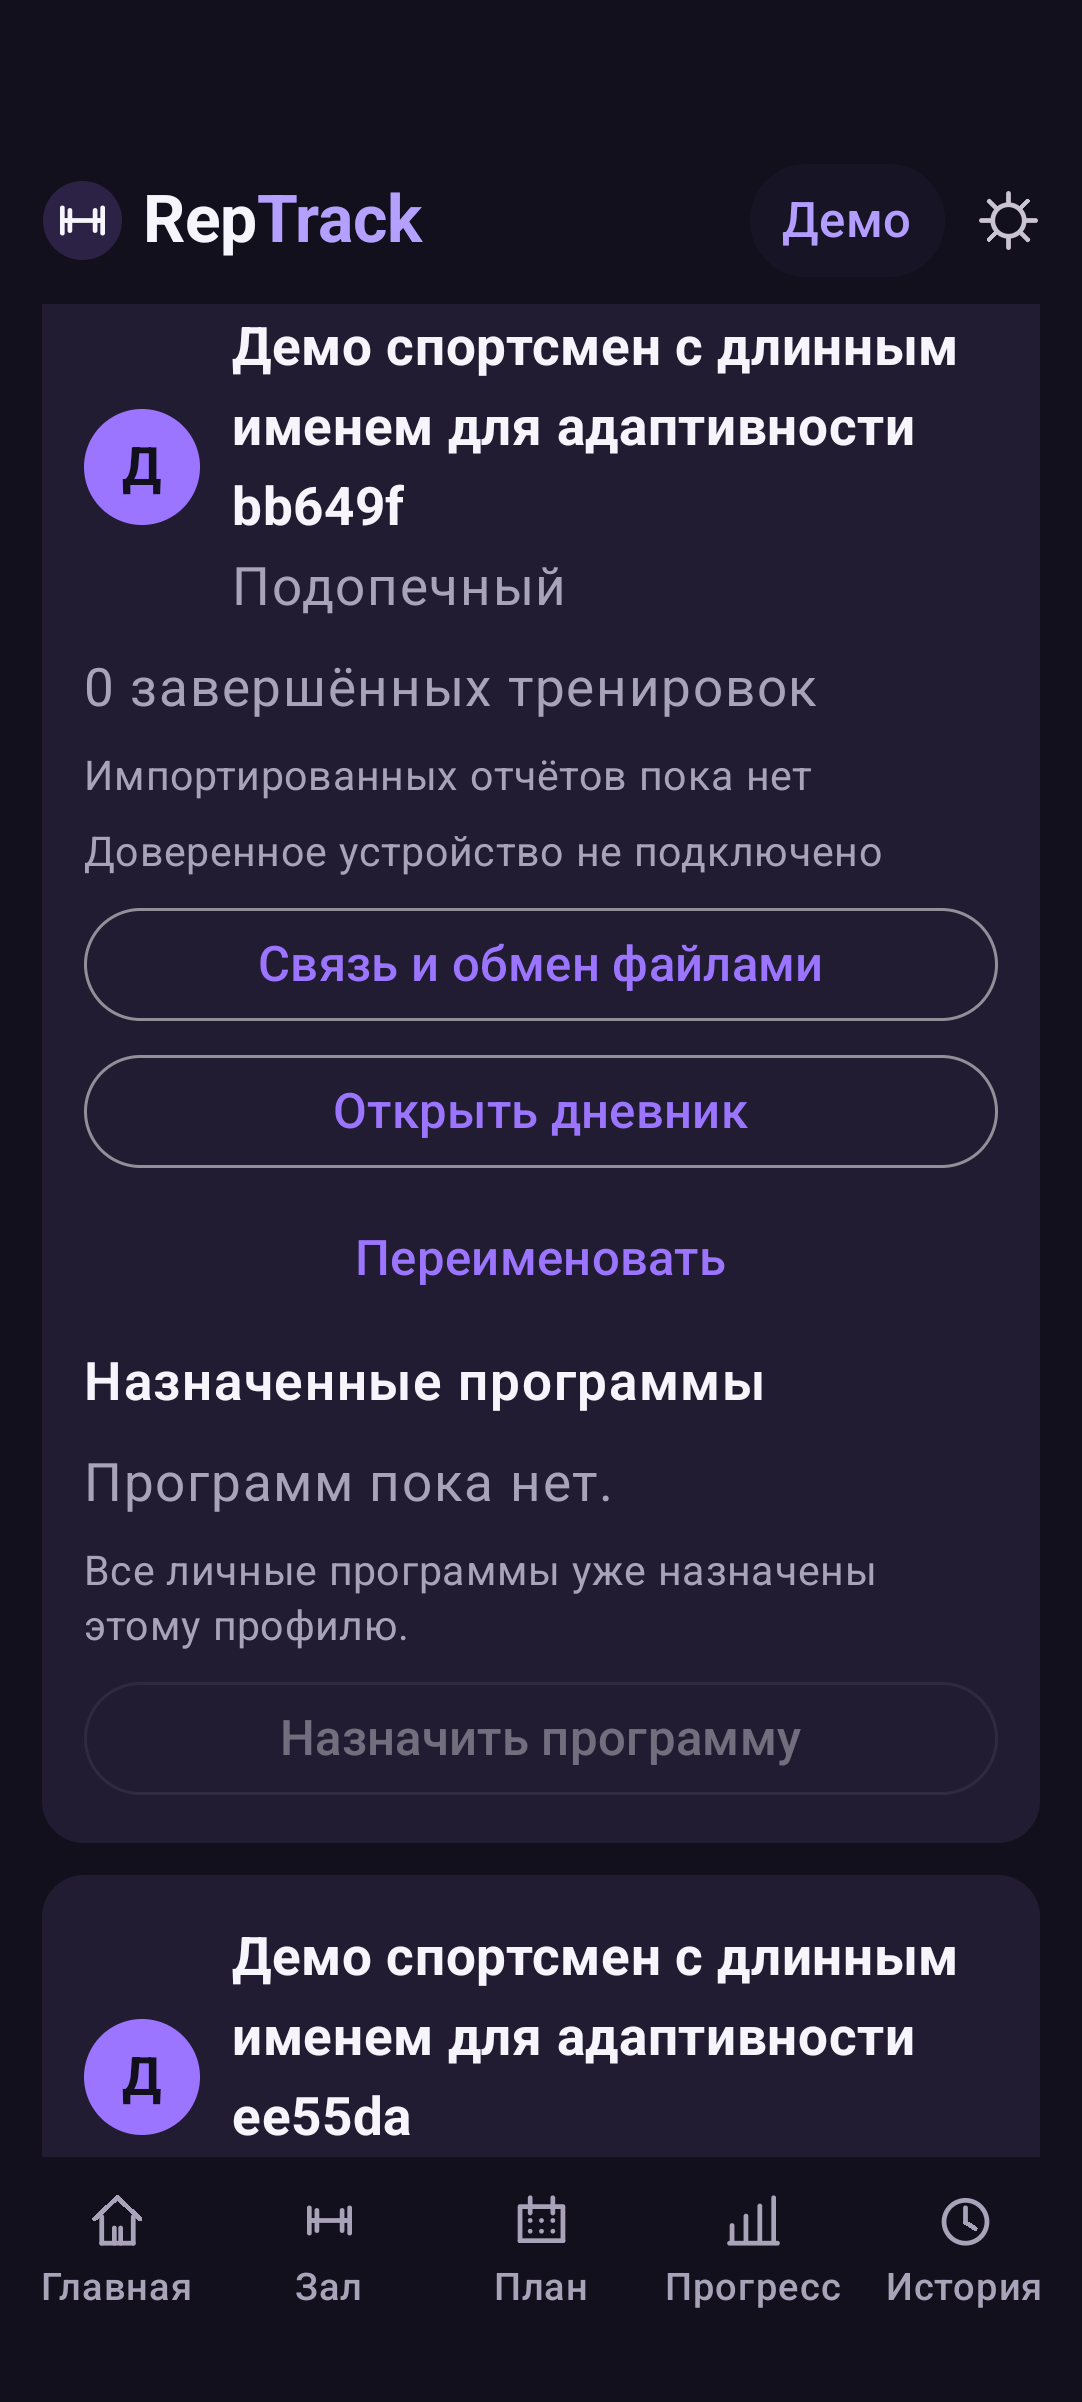 RepTrack
Демо
Демо спортсмен с длинным
именем для адаптивности
bb649f
Д
Подопечный
0 завершённых тренировок
Импортированных отчётов пока нет
Доверенное устройство не подключено
Связь и обмен файлами
Открыть дневник
Переименовать
Назначенные программы
Программ пока нет.
Все личные программы уже назначены
этому профилю.
Назначить программу
Демо спортсмен с длинным
именем для адаптивности
ee55da
Д
Главная
Зал
План
Прогресс
История